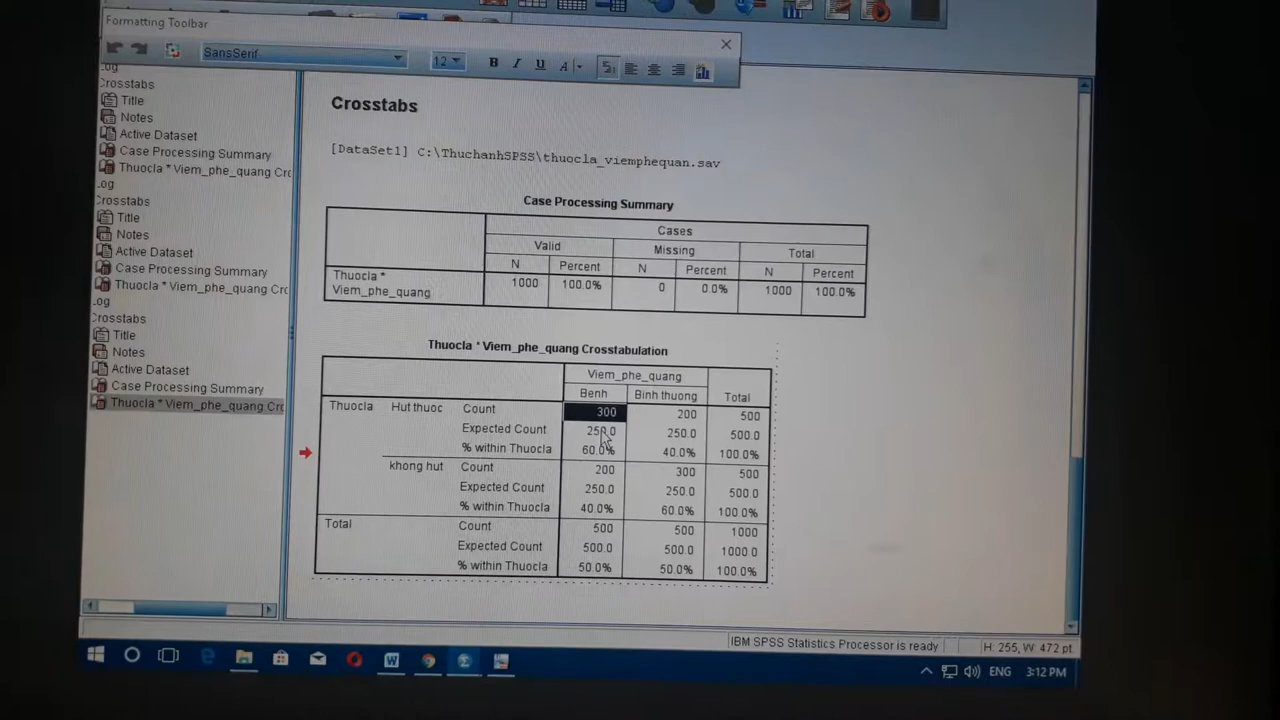 Formatting Toolbar
SansSerif 12 B I U A
Log
Crosstabs
Title
Notes
Active Dataset
Case Processing Summary
Thuocla * Viem_phe_quang Crc
Log
Crosstabs
Title
Notes
Active Dataset
Case Processing Summary
Thuocla * Viem_phe_quang Crc
Log
Crosstabs
Title
Notes
Active Dataset
Case Processing Summary
Thuocla * Viem_phe_quang Crc
Crosstabs
[DataSet1] C:\ThuchanhSPSS\thuocla_viemphequan.sav
Case Processing Summary
Cases
Valid Missing Total
N Percent N Percent N Percent
Thuocla * Viem_phe_quang 1000 100.0% 0 0.0% 1000 100.0%
Thuocla * Viem_phe_quang Crosstabulation
Viem_phe_quang
Benh Binh thuong Total
Thuocla Hut thuoc Count 300 200 500
Expected Count 250.0 250.0 500.0
% within Thuocla 60.0% 40.0% 100.0%
khong hut Count 200 300 500
Expected Count 250.0 250.0 500.0
% within Thuocla 40.0% 60.0% 100.0%
Total Count 500 500 1000
Expected Count 500.0 500.0 1000.0
% within Thuocla 50.0% 50.0% 100.0%
IBM SPSS Statistics Processor is ready H: 255, W: 472 pt.
ENG 3:12 PM